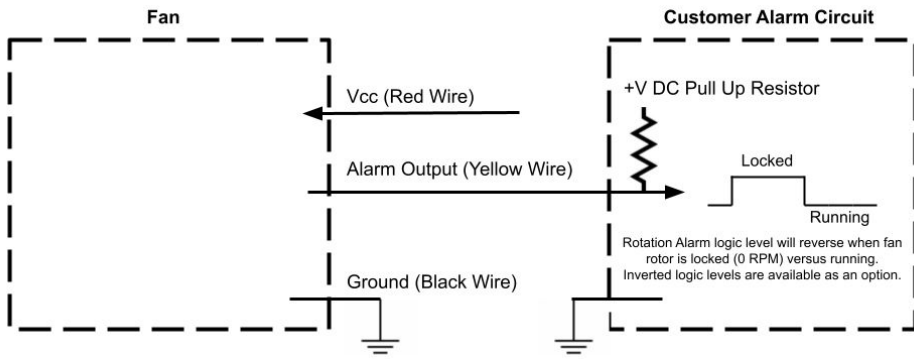 Fan
Customer Alarm Circuit
Vcc (Red Wire)
+V DC Pull Up Resistor
Alarm Output (Yellow Wire)
Locked
Running
Rotation Alarm logic level will reverse when fan
rotor is locked (0 RPM) versus running.
Inverted logic levels are available as an option.
Ground (Black Wire)